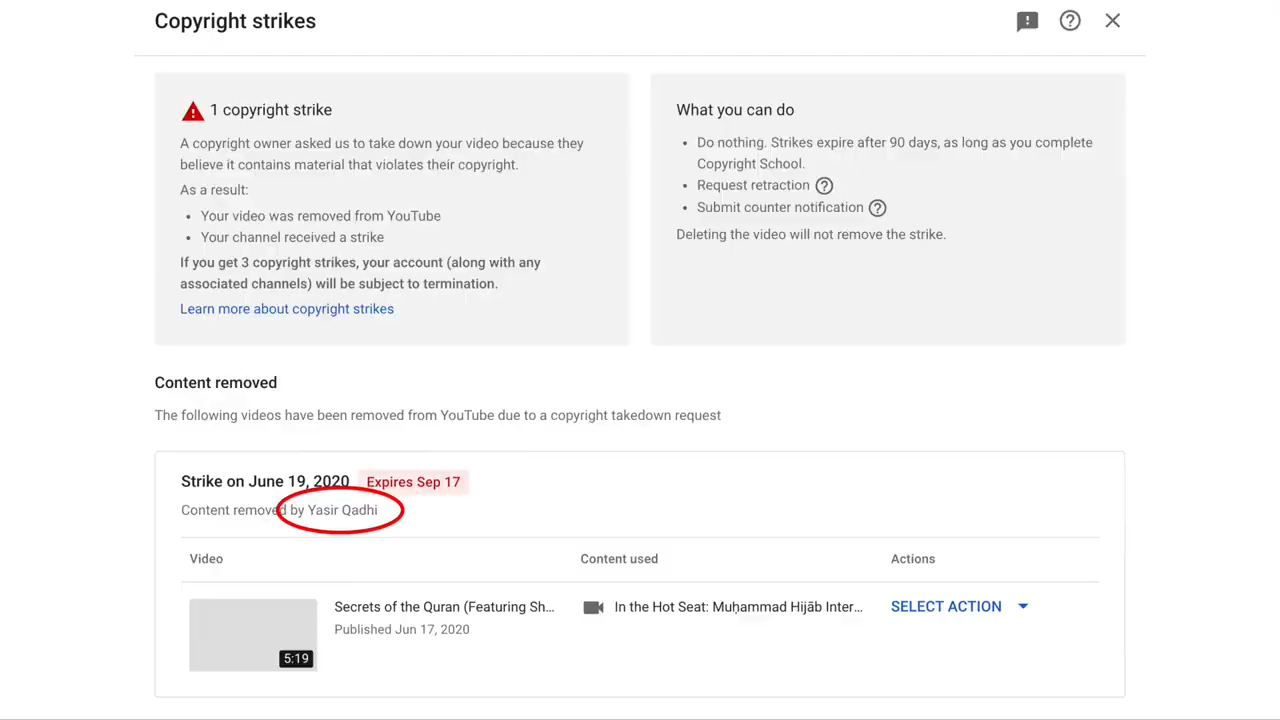 Copyright strikes
1 copyright strike
A copyright owner asked us to take down your video because they
believe it contains material that violates their copyright.
As a result:
• Your video was removed from YouTube
• Your channel received a strike
If you get 3 copyright strikes, your account (along with any
associated channels) will be subject to termination.
Learn more about copyright strikes
What you can do
• Do nothing. Strikes expire after 90 days, as long as you complete
Copyright School.
• Request retraction
• Submit counter notification
Deleting the video will not remove the strike.
Content removed
The following videos have been removed from YouTube due to a copyright takedown request
Strike on June 19, 2020 Expires Sep 17
Content removed by Yasir Qadhi
Video Content used Actions
Secrets of the Quran (Featuring Sh... In the Hot Seat: Muḥammad Hijāb Inter... SELECT ACTION
Published Jun 17, 2020
5:19